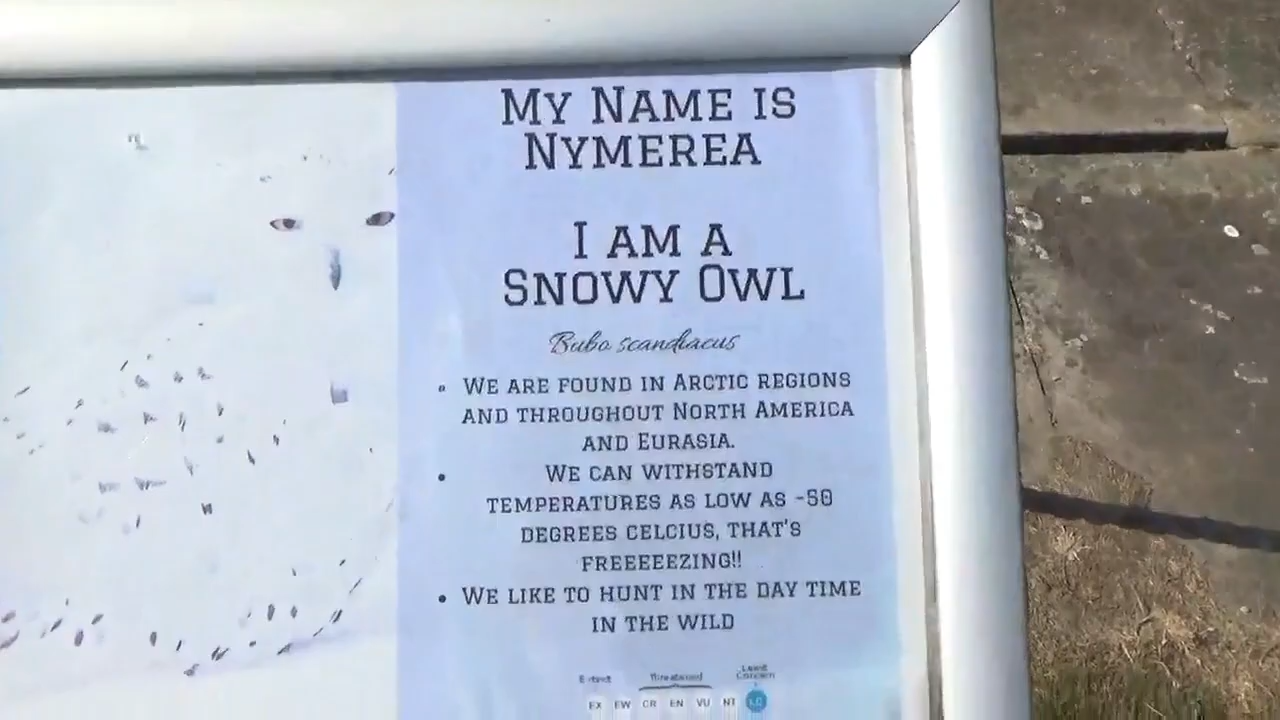 My Name is
Nymerea
I am a
Snowy Owl
Bubo scandiacus
• We are found in Arctic regions
and throughout North America
and Eurasia.
• We can withstand
temperatures as low as -50
degrees celcius, that's
freeeeezing!!
• We like to hunt in the day time
in the wild
Extinct Threatened Least
Concern
EX EW CR EN VU NT LC